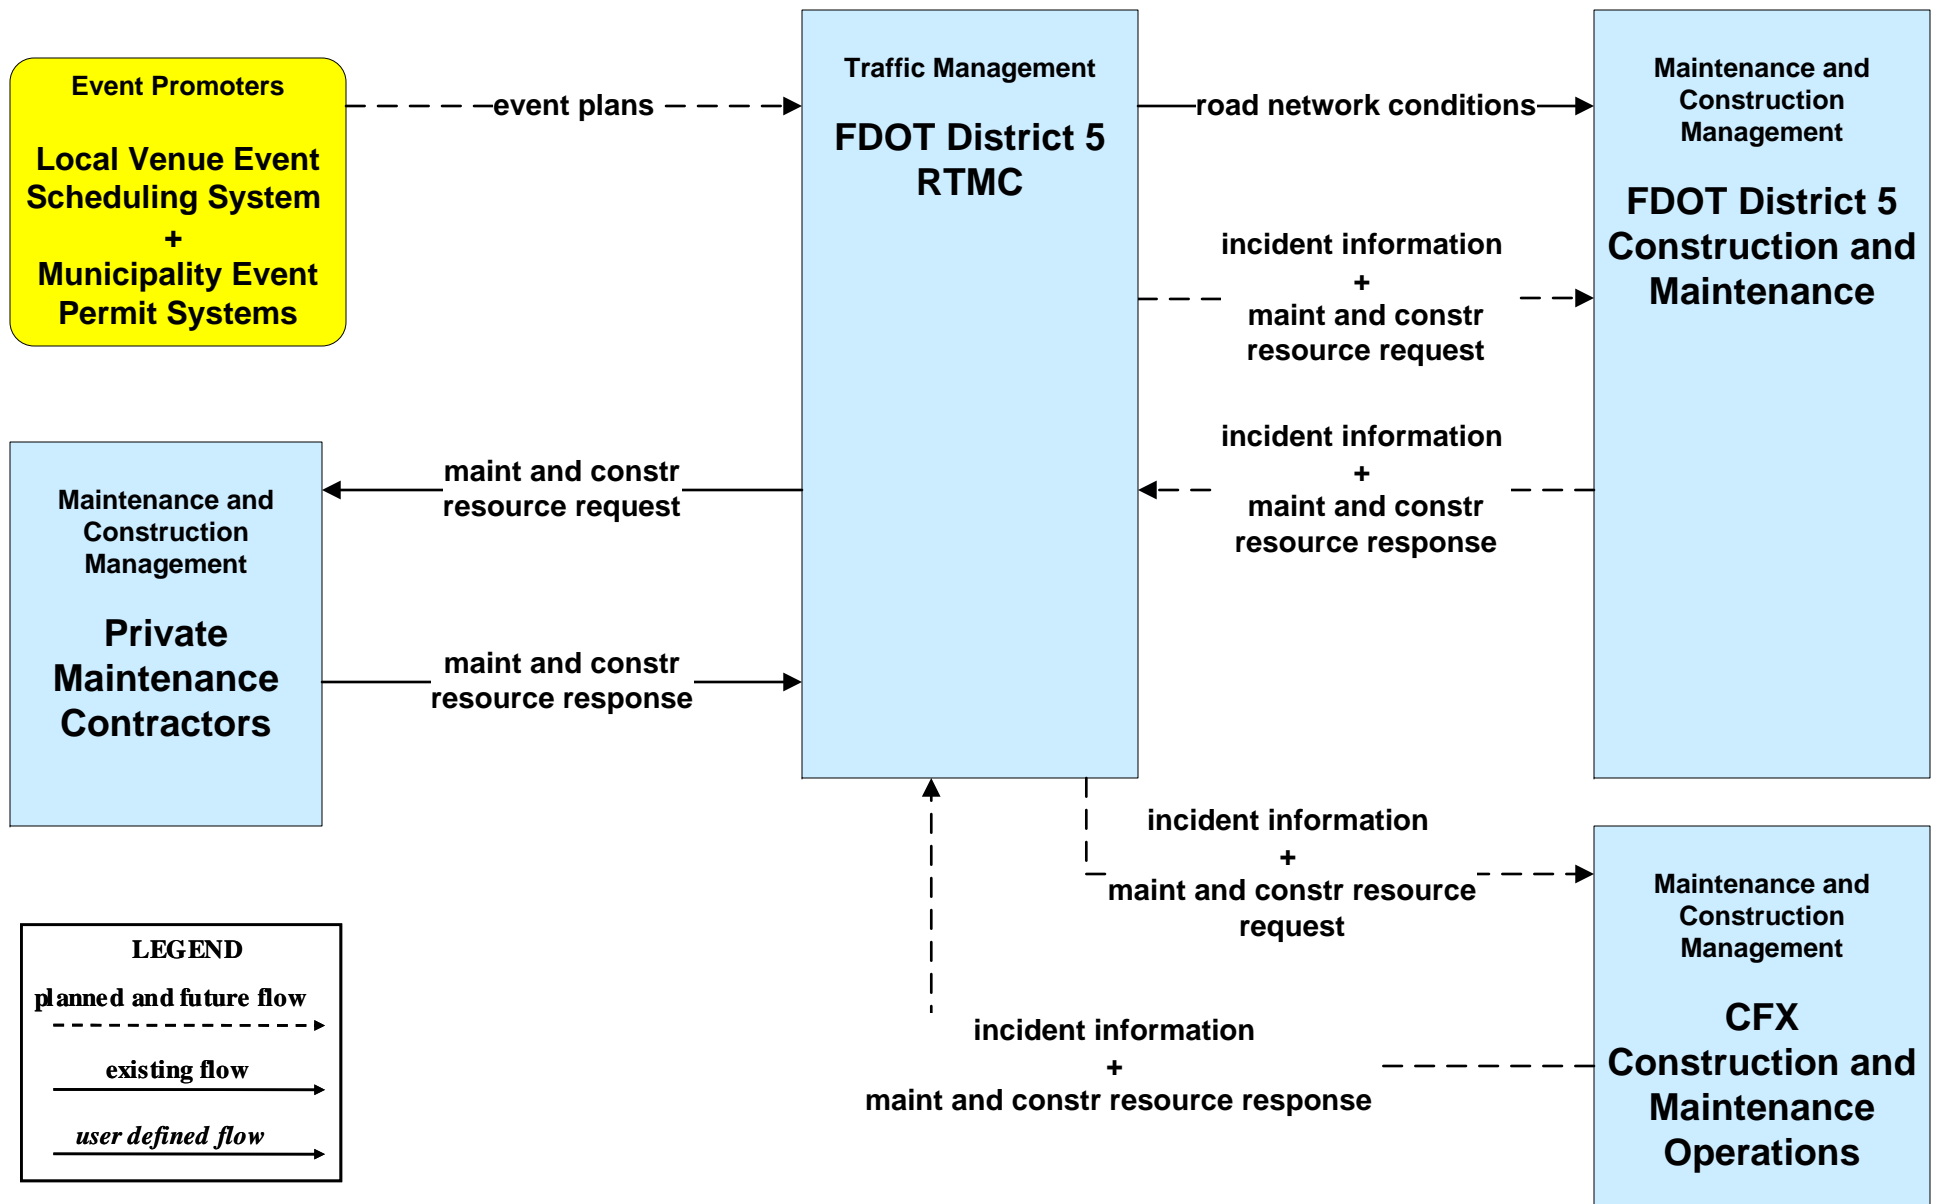 Event Promoters
Local Venue Event
Scheduling System
+
Municipality Event
Permit Systems
event plans
Traffic Management
FDOT District 5
RTMC
road network conditions
Maintenance and
Construction
Management
FDOT District 5
Construction and
Maintenance
incident information
+
maint and constr
resource request
incident information
+
maint and constr
resource response
maint and constr
resource request
Maintenance and
Construction
Management
Private
Maintenance
Contractors
maint and constr
resource response
incident information
+
maint and constr resource
request
Maintenance and
Construction
Management
CFX
Construction and
Maintenance
Operations
incident information
+
maint and constr resource response
LEGEND
planned and future flow
existing flow
user defined flow